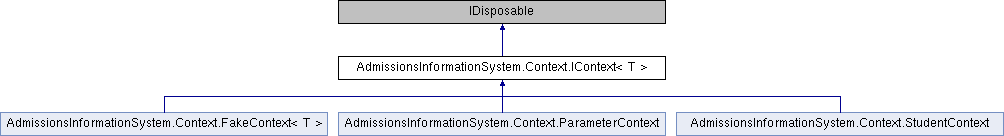 IDisposable
AdmissionsInformationSystem.Context.IContext< T >
AdmissionsInformationSystem.Context.FakeContext< T >
AdmissionsInformationSystem.Context.ParameterContext
AdmissionsInformationSystem.Context.StudentContext